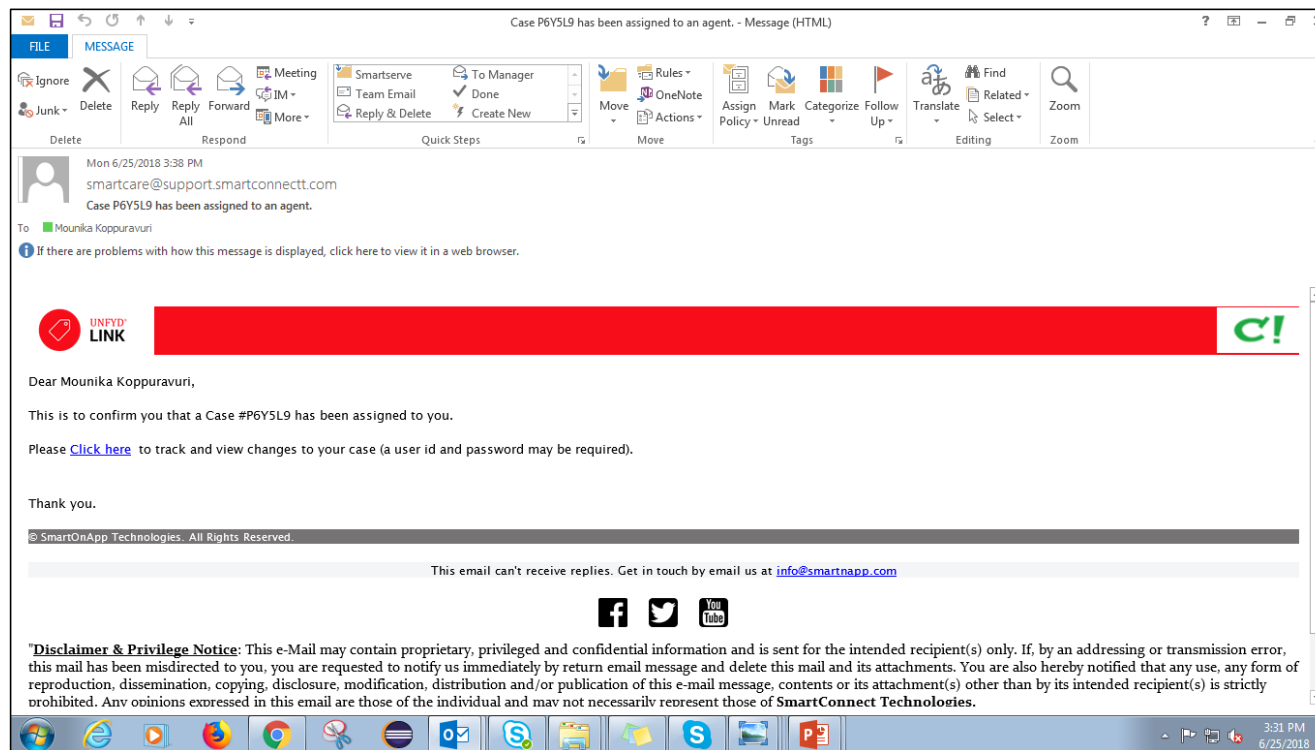 Case P6Y5L9 has been assigned to an agent. - Message (HTML)
FILE MESSAGE
Ignore
Junk
Delete
Reply
Reply All
Forward
Meeting
IM
More
Smartserve
Team Email
Reply & Delete
To Manager
Done
Create New
Move
Rules
OneNote
Actions
Assign Policy
Mark Unread
Categorize
Follow Up
Translate
Find
Related
Select
Zoom
Delete Respond Quick Steps Move Tags Editing Zoom
Mon 6/25/2018 3:38 PM
smartcare@support.smartconnectt.com
Case P6Y5L9 has been assigned to an agent.
To Mounika Koppuravuri
If there are problems with how this message is displayed, click here to view it in a web browser.
UNFYD
LINK
C!
Dear Mounika Koppuravuri,
This is to confirm you that a Case #P6Y5L9 has been assigned to you.
Please Click here to track and view changes to your case (a user id and password may be required).
Thank you.
© SmartOnApp Technologies. All Rights Reserved.
This email can't receive replies. Get in touch by email us at info@smartnapp.com
f You Tube
"Disclaimer & Privilege Notice: This e-Mail may contain proprietary, privileged and confidential information and is sent for the intended recipient(s) only. If, by an addressing or transmission error,
this mail has been misdirected to you, you are requested to notify us immediately by return email message and delete this mail and its attachments. You are also hereby notified that any use, any form of
reproduction, dissemination, copying, disclosure, modification, distribution and/or publication of this e-mail message, contents or its attachment(s) other than by its intended recipient(s) is strictly
prohibited. Any opinions expressed in this email are those of the individual and may not necessarily represent those of SmartConnect Technologies.
3:31 PM
6/25/2018